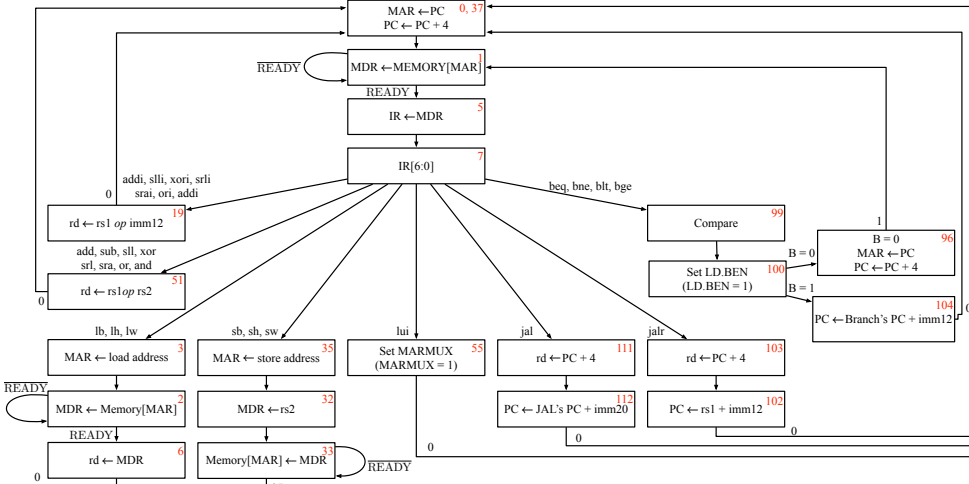 MAR ←PC 0, 37
PC ← PC + 4
MDR ←MEMORY[MAR] 1
READY
READY
IR ←MDR 5
IR[6:0] 7
addi, slli, xori, srli
srai, ori, addi
beq, bne, blt, bge
0
rd ← rs1 op imm12 19
Compare 99
1
B = 0 96
MAR ←PC
PC ←PC + 4
B = 0
add, sub, sll, xor
srl, sra, or, and
rd ← rs1op rs2 51
0
Set LD.BEN 100
(LD.BEN = 1)
B = 1
PC ←Branch's PC + imm12 104
0
lb, lh, lw
sb, sh, sw
lui
jal
jalr
MAR ← load address 3
MAR ← store address 35
Set MARMUX 55
(MARMUX = 1)
rd ←PC + 4 111
rd ←PC + 4 103
READY
MDR ← Memory[MAR] 2
MDR ←rs2 32
PC ← JAL's PC + imm20 112
PC ← rs1 + imm12 102
READY
0
0
0
rd ← MDR 6
Memory[MAR] ← MDR 33
READY
0